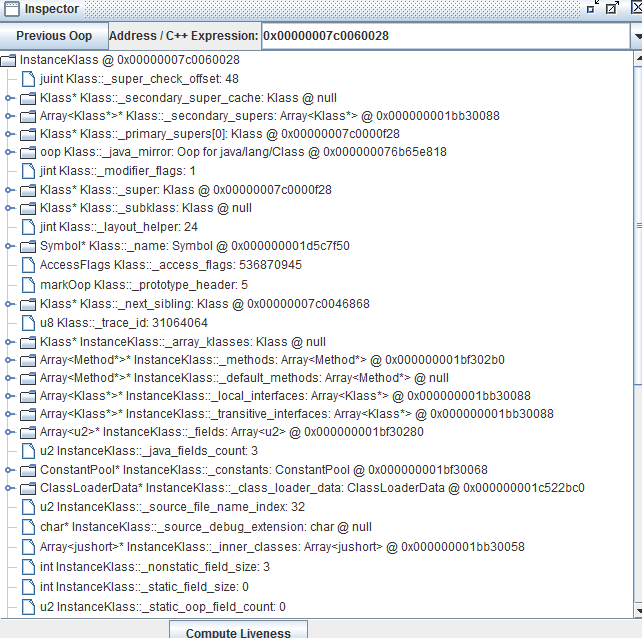 Inspector
Previous Oop Address / C++ Expression: 0x00000007c0060028
InstanceKlass @ 0x00000007c0060028
juint Klass::_super_check_offset: 48
Klass* Klass::_secondary_super_cache: Klass @ null
Array<Klass*>* Klass::_secondary_supers: Array<Klass*> @ 0x000000001bb30088
Klass* Klass::_primary_supers[0]: Klass @ 0x00000007c0000f28
oop Klass::_java_mirror: Oop for java/lang/Class @ 0x000000076b65e818
jint Klass::_modifier_flags: 1
Klass* Klass::_super: Klass @ 0x00000007c0000f28
Klass* Klass::_subklass: Klass @ null
jint Klass::_layout_helper: 24
Symbol* Klass::_name: Symbol @ 0x000000001d5c7f50
AccessFlags Klass::_access_flags: 536870945
markOop Klass::_prototype_header: 5
Klass* Klass::_next_sibling: Klass @ 0x00000007c0046868
u8 Klass::_trace_id: 31064064
Klass* InstanceKlass::_array_klasses: Klass @ null
Array<Method*>* InstanceKlass::_methods: Array<Method*> @ 0x000000001bf302b0
Array<Method*>* InstanceKlass::_default_methods: Array<Method*> @ null
Array<Klass*>* InstanceKlass::_local_interfaces: Array<Klass*> @ 0x000000001bb30088
Array<Klass*>* InstanceKlass::_transitive_interfaces: Array<Klass*> @ 0x000000001bb30088
Array<u2>* InstanceKlass::_fields: Array<u2> @ 0x000000001bf30280
u2 InstanceKlass::_java_fields_count: 3
ConstantPool* InstanceKlass::_constants: ConstantPool @ 0x000000001bf30068
ClassLoaderData* InstanceKlass::_class_loader_data: ClassLoaderData @ 0x000000001c522bc0
u2 InstanceKlass::_source_file_name_index: 32
char* InstanceKlass::_source_debug_extension: char @ null
Array<jushort>* InstanceKlass::_inner_classes: Array<jushort> @ 0x000000001bb30058
int InstanceKlass::_nonstatic_field_size: 3
int InstanceKlass::_static_field_size: 0
u2 InstanceKlass::_static_oop_field_count: 0
Compute Liveness